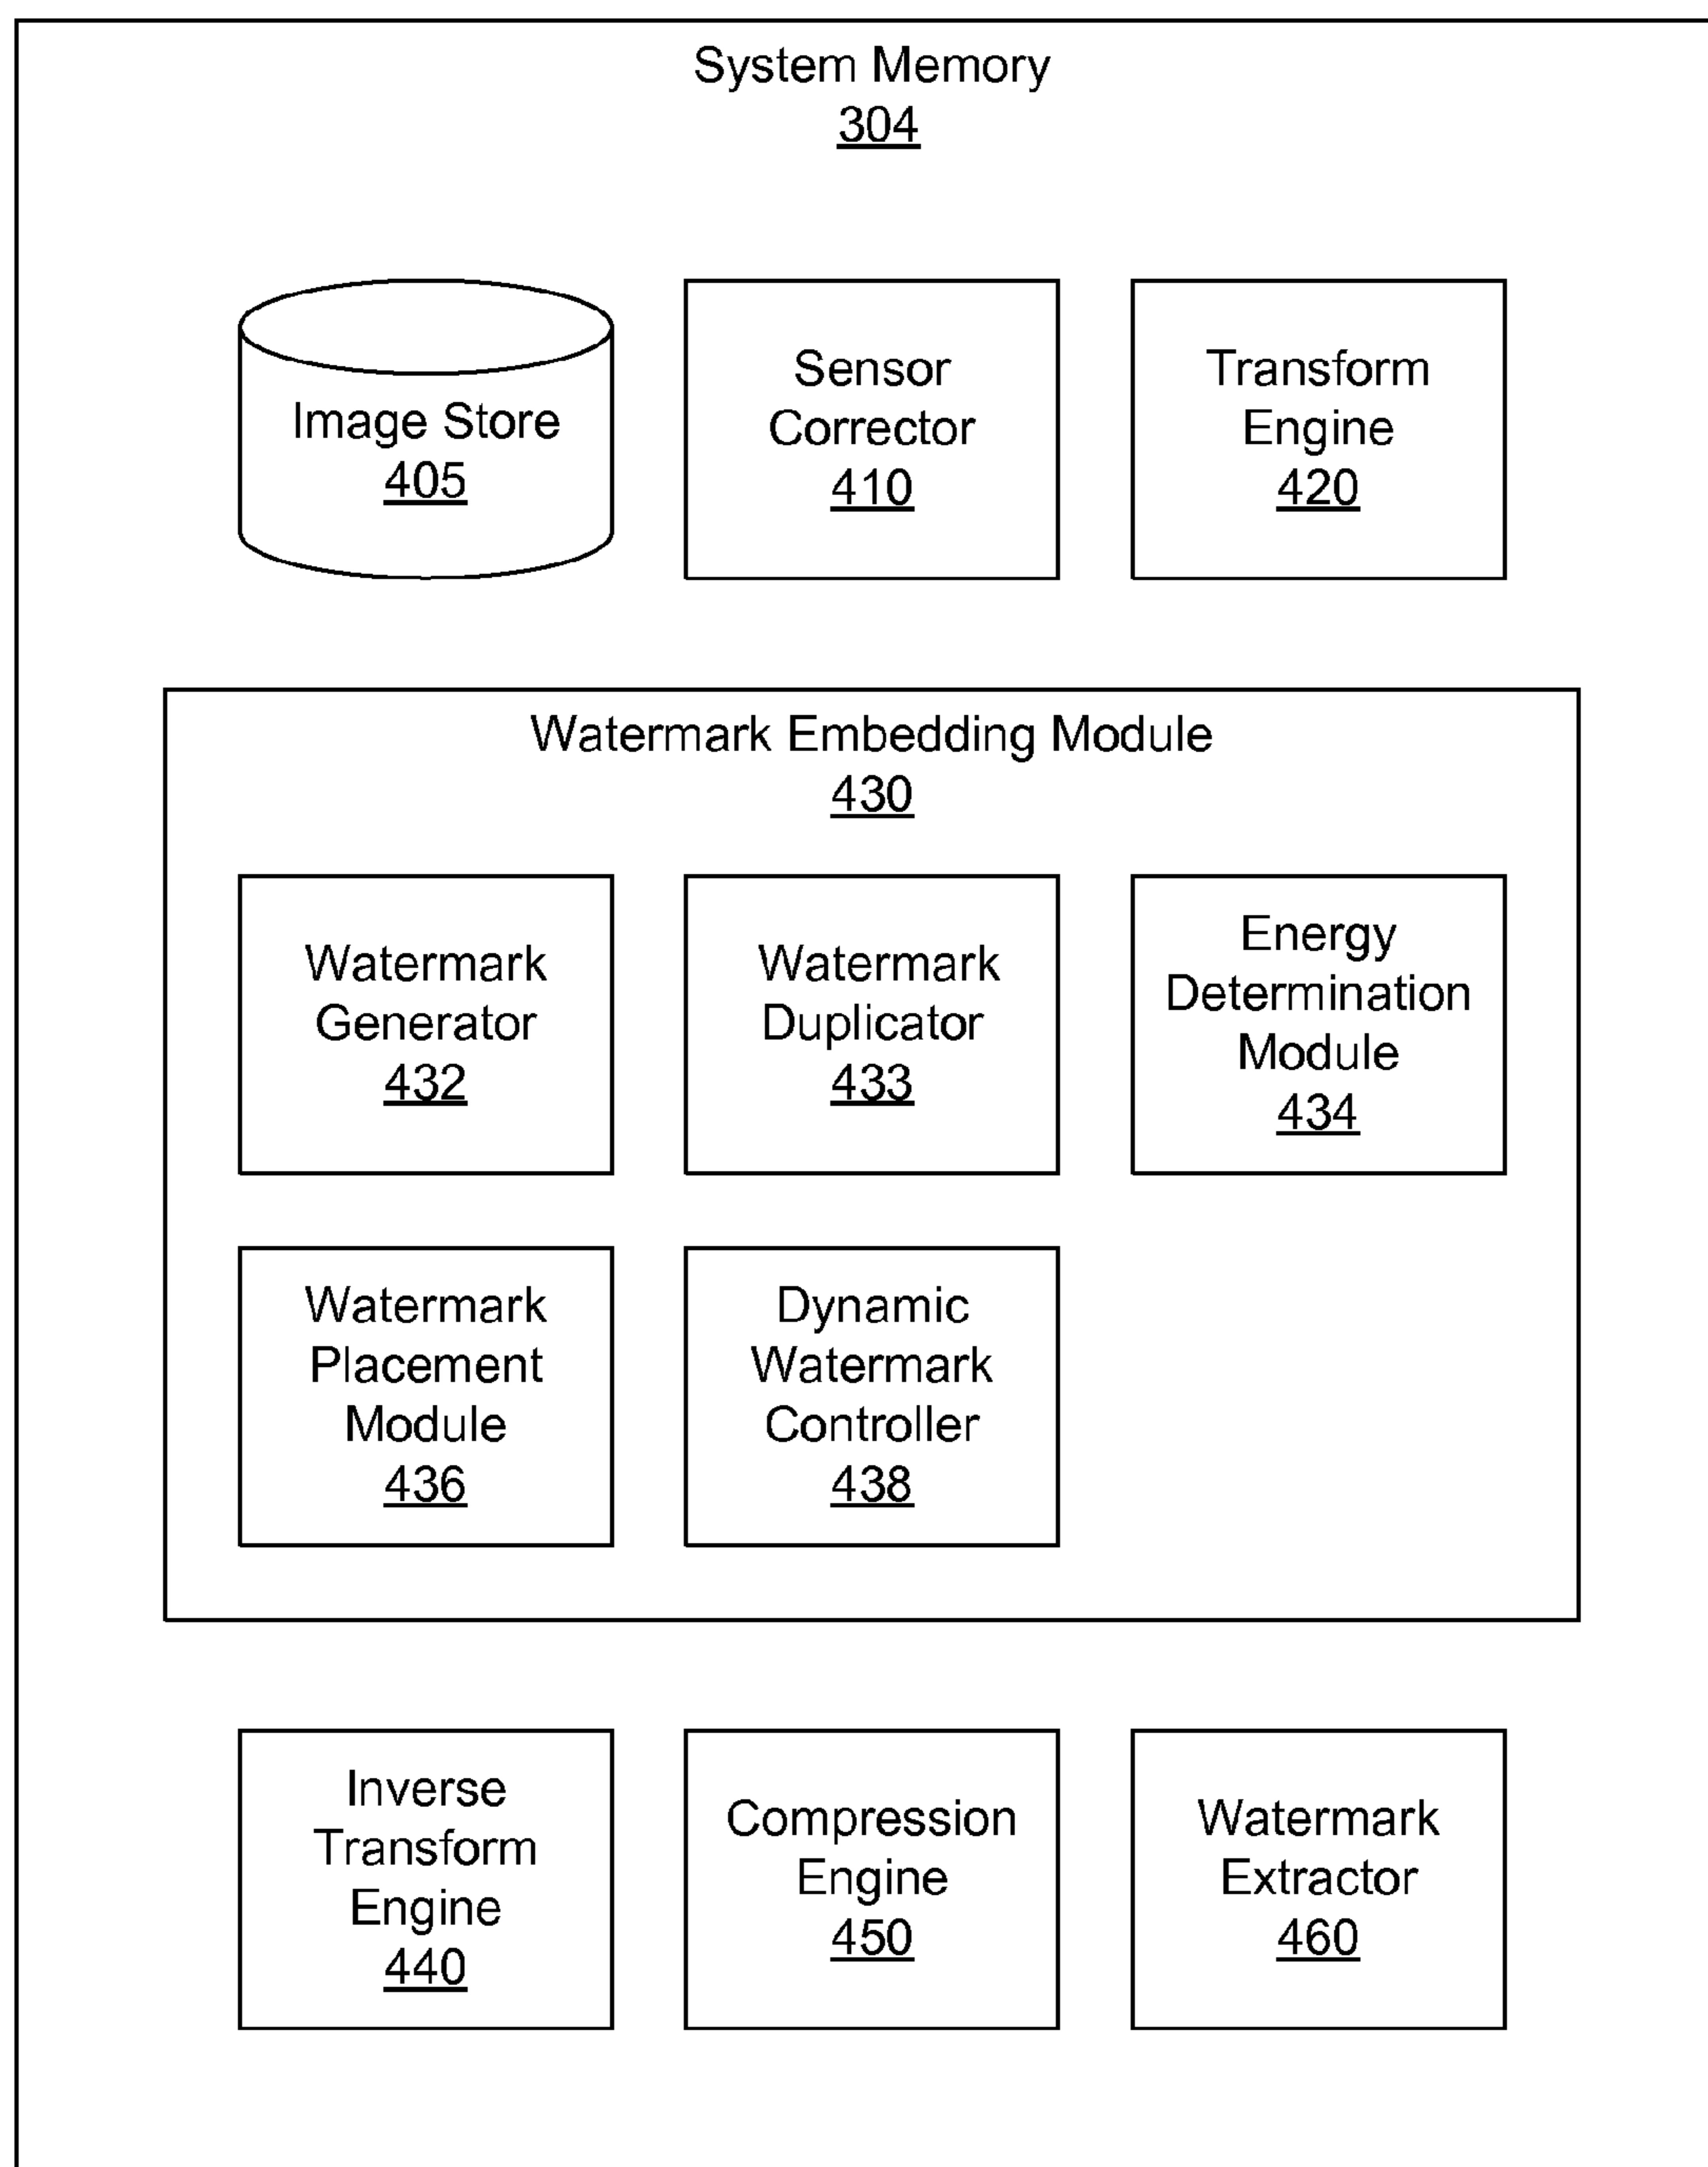 System Memory
304
Image Store
405
Sensor
Corrector
410
Transform
Engine
420
Watermark Embedding Module
430
Watermark
Generator
432
Watermark
Duplicator
433
Energy
Determination
Module
434
Watermark
Placement
Module
436
Dynamic
Watermark
Controller
438
Inverse
Transform
Engine
440
Compression
Engine
450
Watermark
Extractor
460